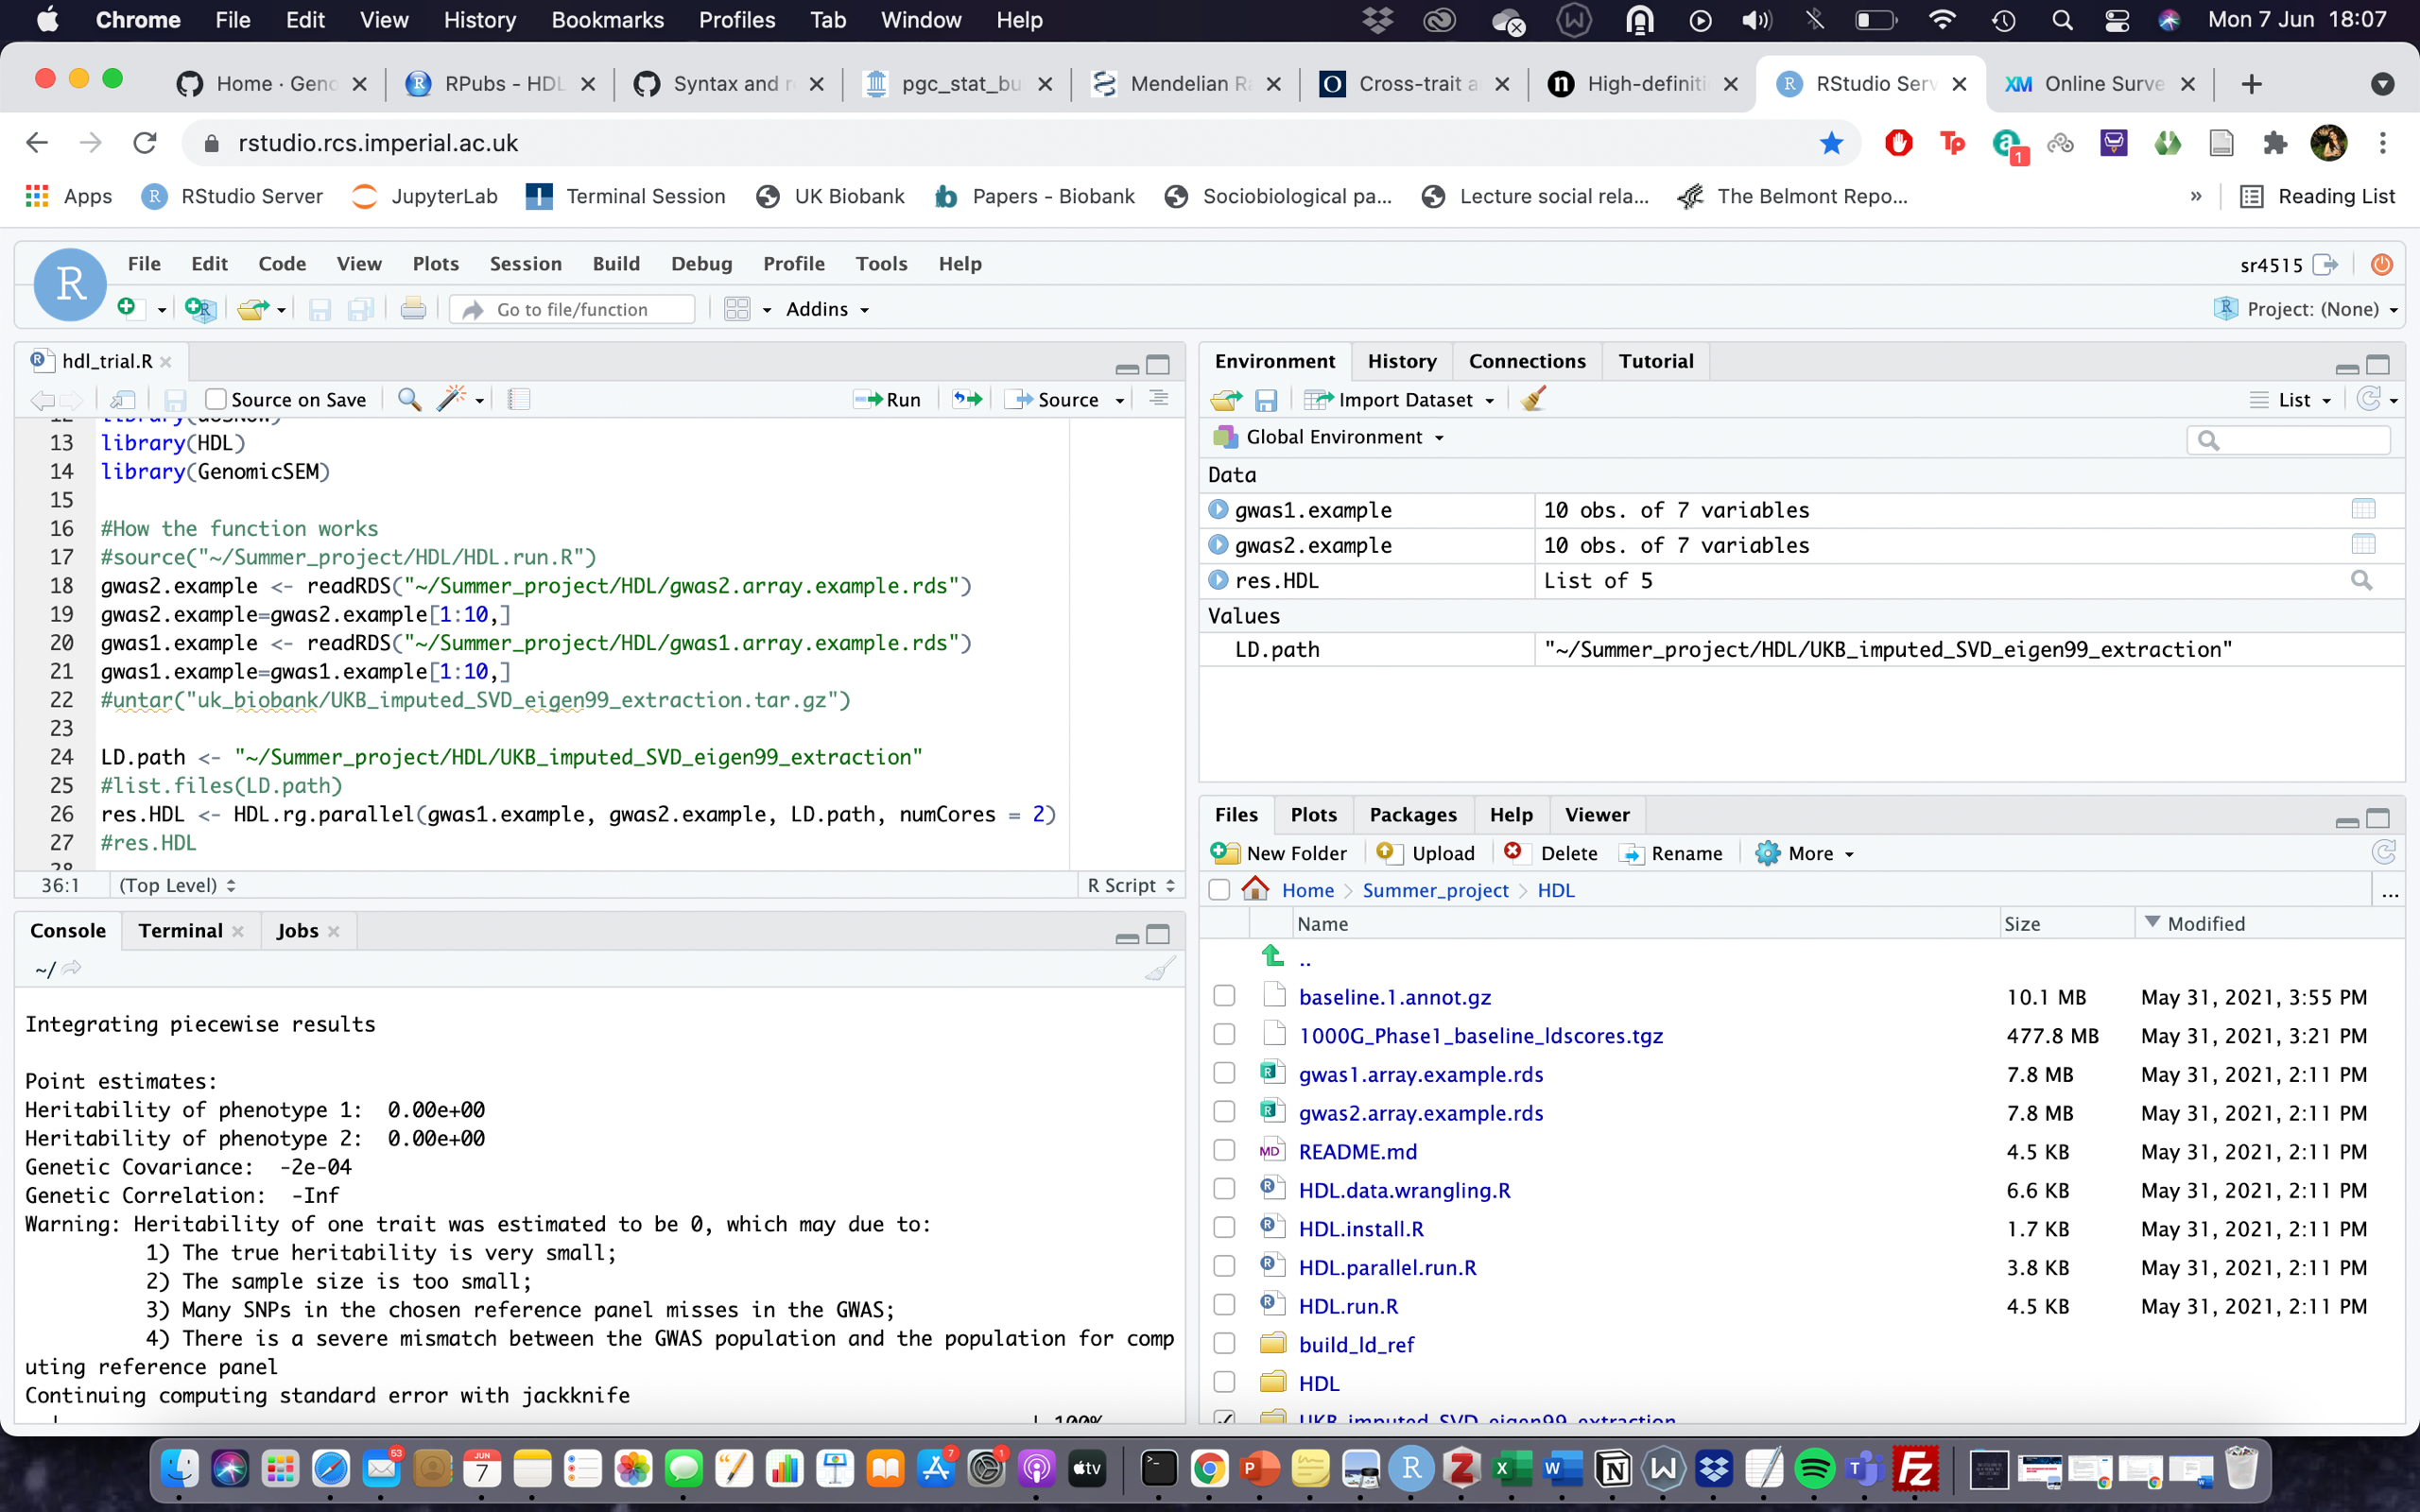 Chrome File Edit View History Bookmarks Profiles Tab Window Help Mon 7 Jun 18:07
Home · Geno RPubs - HDL Syntax and r pgc_stat_bu Mendelian Ra Cross-trait a High-definiti RStudio Serv XM Online Surve
rstudio.rcs.imperial.ac.uk Tp a 1
Apps RStudio Server JupyterLab Terminal Session UK Biobank Papers - Biobank Sociobiological pa... Lecture social rela... The Belmont Repo... » Reading List
R File Edit Code View Plots Session Build Debug Profile Tools Help sr4515
Go to file/function Addins Project: (None)
hdl_trial.R
Source on Save Run Source
12 library(doSNOW)
13 library(HDL)
14 library(GenomicSEM)
15
16 #How the function works
17 #source("~/Summer_project/HDL/HDL.run.R")
18 gwas2.example <- readRDS("~/Summer_project/HDL/gwas2.array.example.rds")
19 gwas2.example=gwas2.example[1:10,]
20 gwas1.example <- readRDS("~/Summer_project/HDL/gwas1.array.example.rds")
21 gwas1.example=gwas1.example[1:10,]
22 #untar("uk_biobank/UKB_imputed_SVD_eigen99_extraction.tar.gz")
23
24 LD.path <- "~/Summer_project/HDL/UKB_imputed_SVD_eigen99_extraction"
25 #list.files(LD.path)
26 res.HDL <- HDL.rg.parallel(gwas1.example, gwas2.example, LD.path, numCores = 2)
27 #res.HDL
28
36:1 (Top Level) R Script
Console Terminal Jobs
~/
Integrating piecewise results
Point estimates:
Heritability of phenotype 1: 0.00e+00
Heritability of phenotype 2: 0.00e+00
Genetic Covariance: -2e-04
Genetic Correlation: -Inf
Warning: Heritability of one trait was estimated to be 0, which may due to:
1) The true heritability is very small;
2) The sample size is too small;
3) Many SNPs in the chosen reference panel misses in the GWAS;
4) There is a severe mismatch between the GWAS population and the population for comp
uting reference panel
Continuing computing standard error with jackknife
| | 100%
Environment History Connections Tutorial
Import Dataset List
Global Environment
Data
gwas1.example 10 obs. of 7 variables
gwas2.example 10 obs. of 7 variables
res.HDL List of 5
Values
LD.path "~/Summer_project/HDL/UKB_imputed_SVD_eigen99_extraction"
Files Plots Packages Help Viewer
New Folder Upload Delete Rename More
Home Summer_project HDL ...
Name Size Modified
..
baseline.1.annot.gz 10.1 MB May 31, 2021, 3:55 PM
1000G_Phase1_baseline_ldscores.tgz 477.8 MB May 31, 2021, 3:21 PM
gwas1.array.example.rds 7.8 MB May 31, 2021, 2:11 PM
gwas2.array.example.rds 7.8 MB May 31, 2021, 2:11 PM
MD README.md 4.5 KB May 31, 2021, 2:11 PM
HDL.data.wrangling.R 6.6 KB May 31, 2021, 2:11 PM
HDL.install.R 1.7 KB May 31, 2021, 2:11 PM
HDL.parallel.run.R 3.8 KB May 31, 2021, 2:11 PM
HDL.run.R 4.5 KB May 31, 2021, 2:11 PM
build_ld_ref
HDL
UKB_imputed_SVD_eigen99_extraction
53 JUN 7 7 1 tv P R Z X W N W T Fz